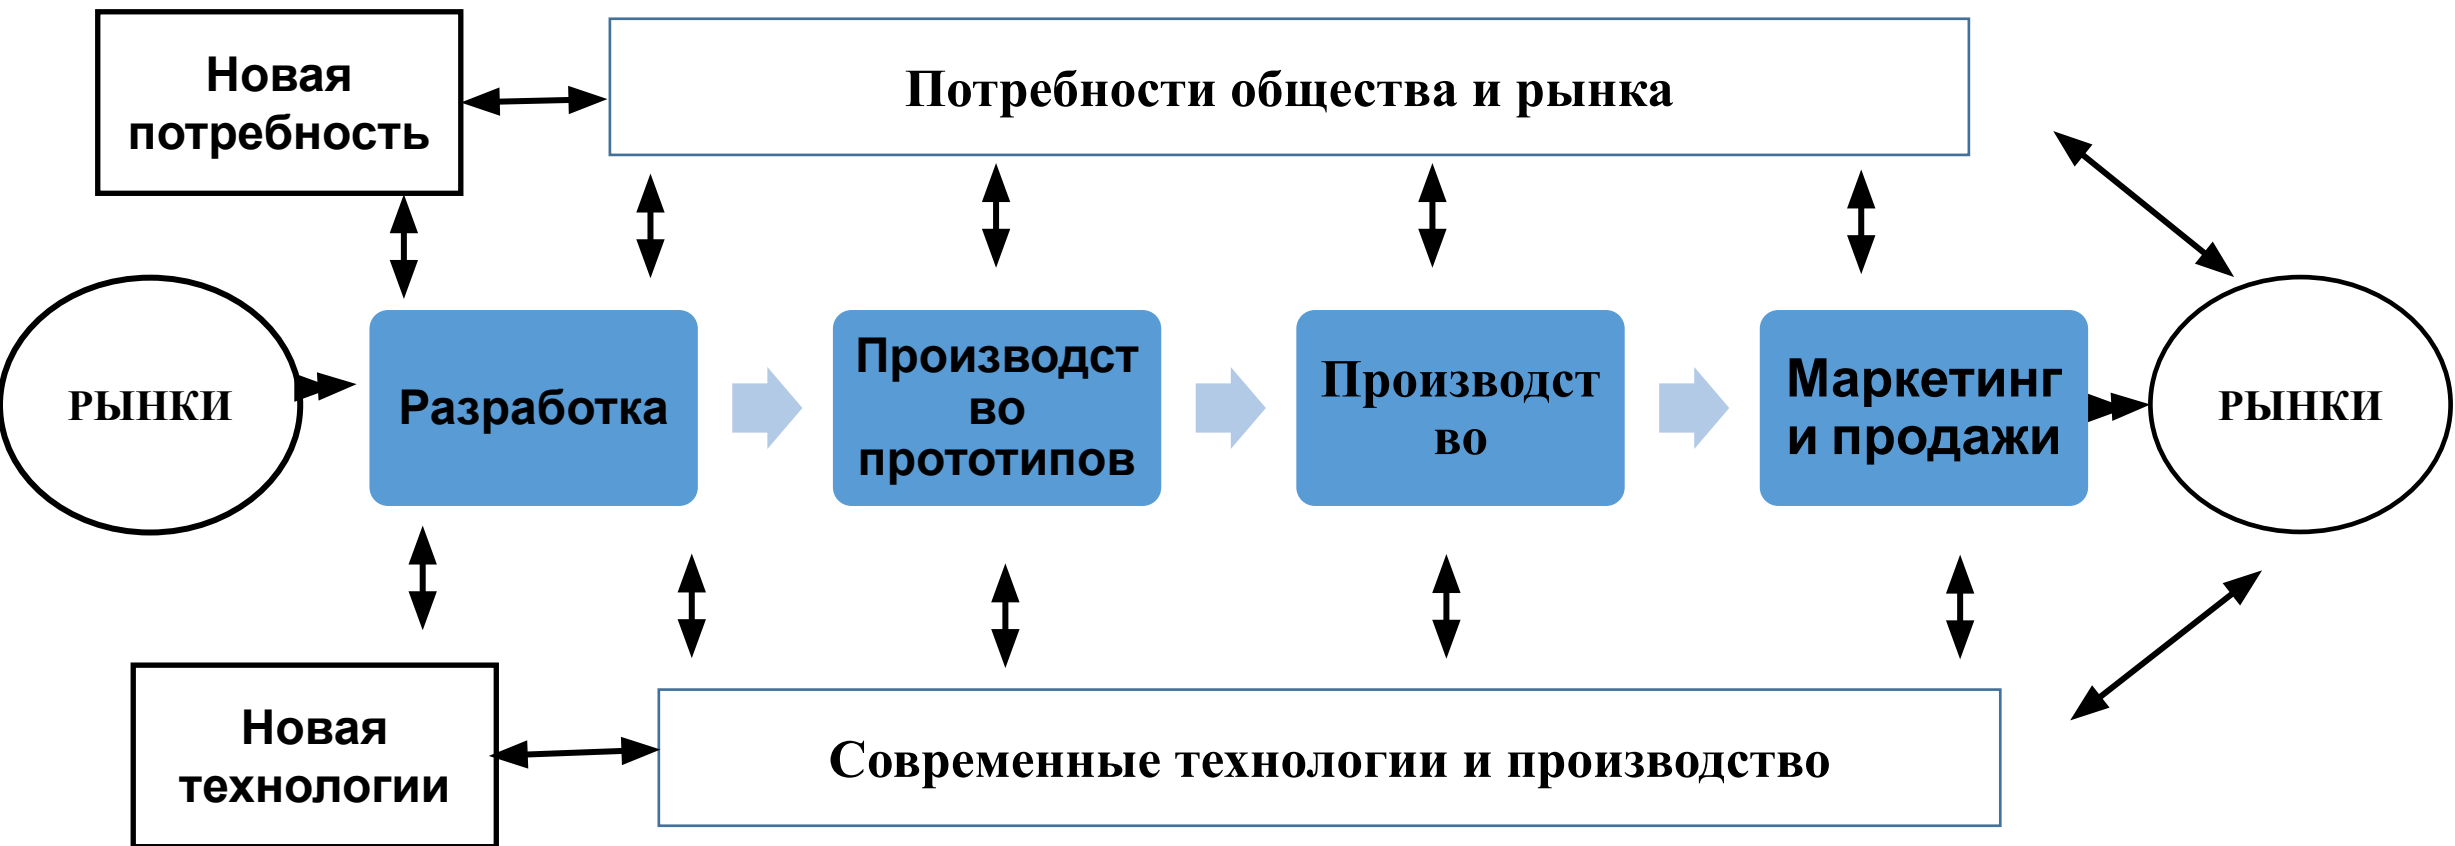 Новая
потребность
Потребности общества и рынка
РЫНКИ
Разработка
Производст
во
прототипов
Производст
во
Маркетинг
и продажи
РЫНКИ
Новая
технологии
Современные технологии и производство